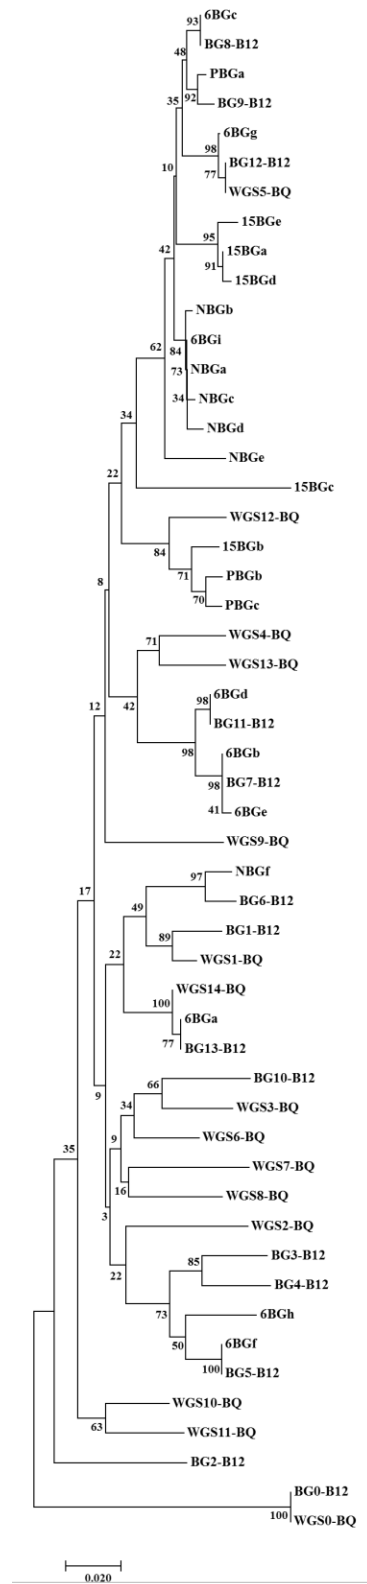 93
6BGc
BG8-B12
48
PBGa
92
BG9-B12
35
6BGg
98
BG12-B12
77
WGS5-BQ
10
15BGe
95
15BGa
91
15BGd
42
NBGb
6BGi
84
NBGa
73
NBGc
34
NBGd
62
NBGe
34
15BGc
22
WGS12-BQ
84
15BGb
71
PBGb
70
PBGc
8
WGS4-BQ
71
WGS13-BQ
42
6BGd
98
BG11-B12
98
6BGb
98
BG7-B12
41
6BGe
12
WGS9-BQ
17
NBGf
97
BG6-B12
49
BG1-B12
89
WGS1-BQ
22
WGS14-BQ
100
6BGa
77
BG13-B12
9
BG10-B12
66
WGS3-BQ
34
WGS6-BQ
9
WGS7-BQ
16
WGS8-BQ
3
WGS2-BQ
22
BG3-B12
85
BG4-B12
73
6BGh
50
6BGf
100
BG5-B12
35
WGS10-BQ
63
WGS11-BQ
BG2-B12
BG0-B12
100
WGS0-BQ
0.020